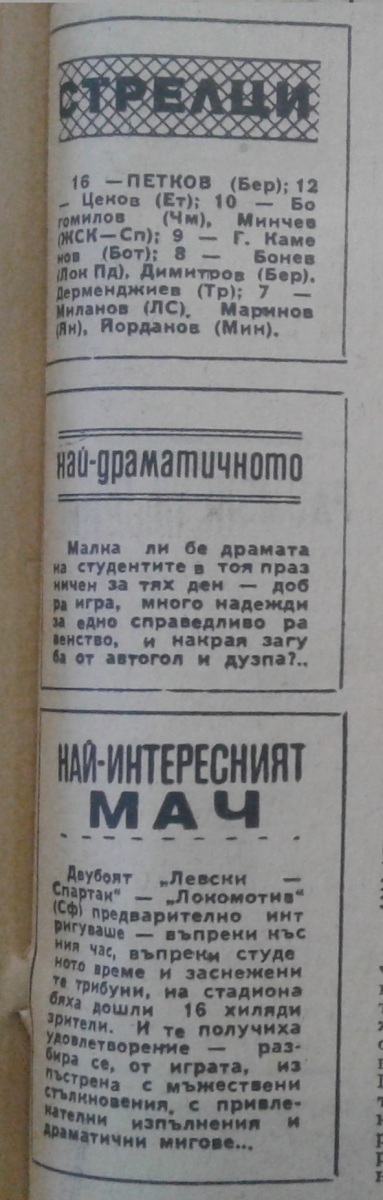 СТРЕЛЦИ
16 — ПЕТКОВ (Бер); 12
— Цеков (Ет); 10 — Бо
гомилов (Чм), Минчев
(ЖСК—Сп); 9 — Г. Каме
нов (Бот); 8 — Бонев
(Лок Пд), Димитров (Бер),
Дерменджиев (Тр); 7 —
Миланов (ЛС), Маринов
(Ян), Йорданов (Мин).
най-драматичното
Малка ли бе драмата
на студентите в тоя праз
ничен за тях ден — доб
ра игра, много надежди
за едно справедливо ра
венство, и накрая загу
ба от автогол и дузпа?..
НАЙ-ИНТЕРЕСНИЯТ
МАЧ
Двубоят „Левски —
Спартак" — „Локомотив"
(Сф) предварително инт
ригуваше — въпреки къс
ния час, въпреки студе
ното време и заснежени
те трибуни, на стадиона
бяха дошли 16 хиляди
зрители. И те получиха
удовлетворение — раз-
бира се, от играта, из
пъстрена с мъжествени
стълкновения, с привле-
кателни изпълнения и
драматични мигове...